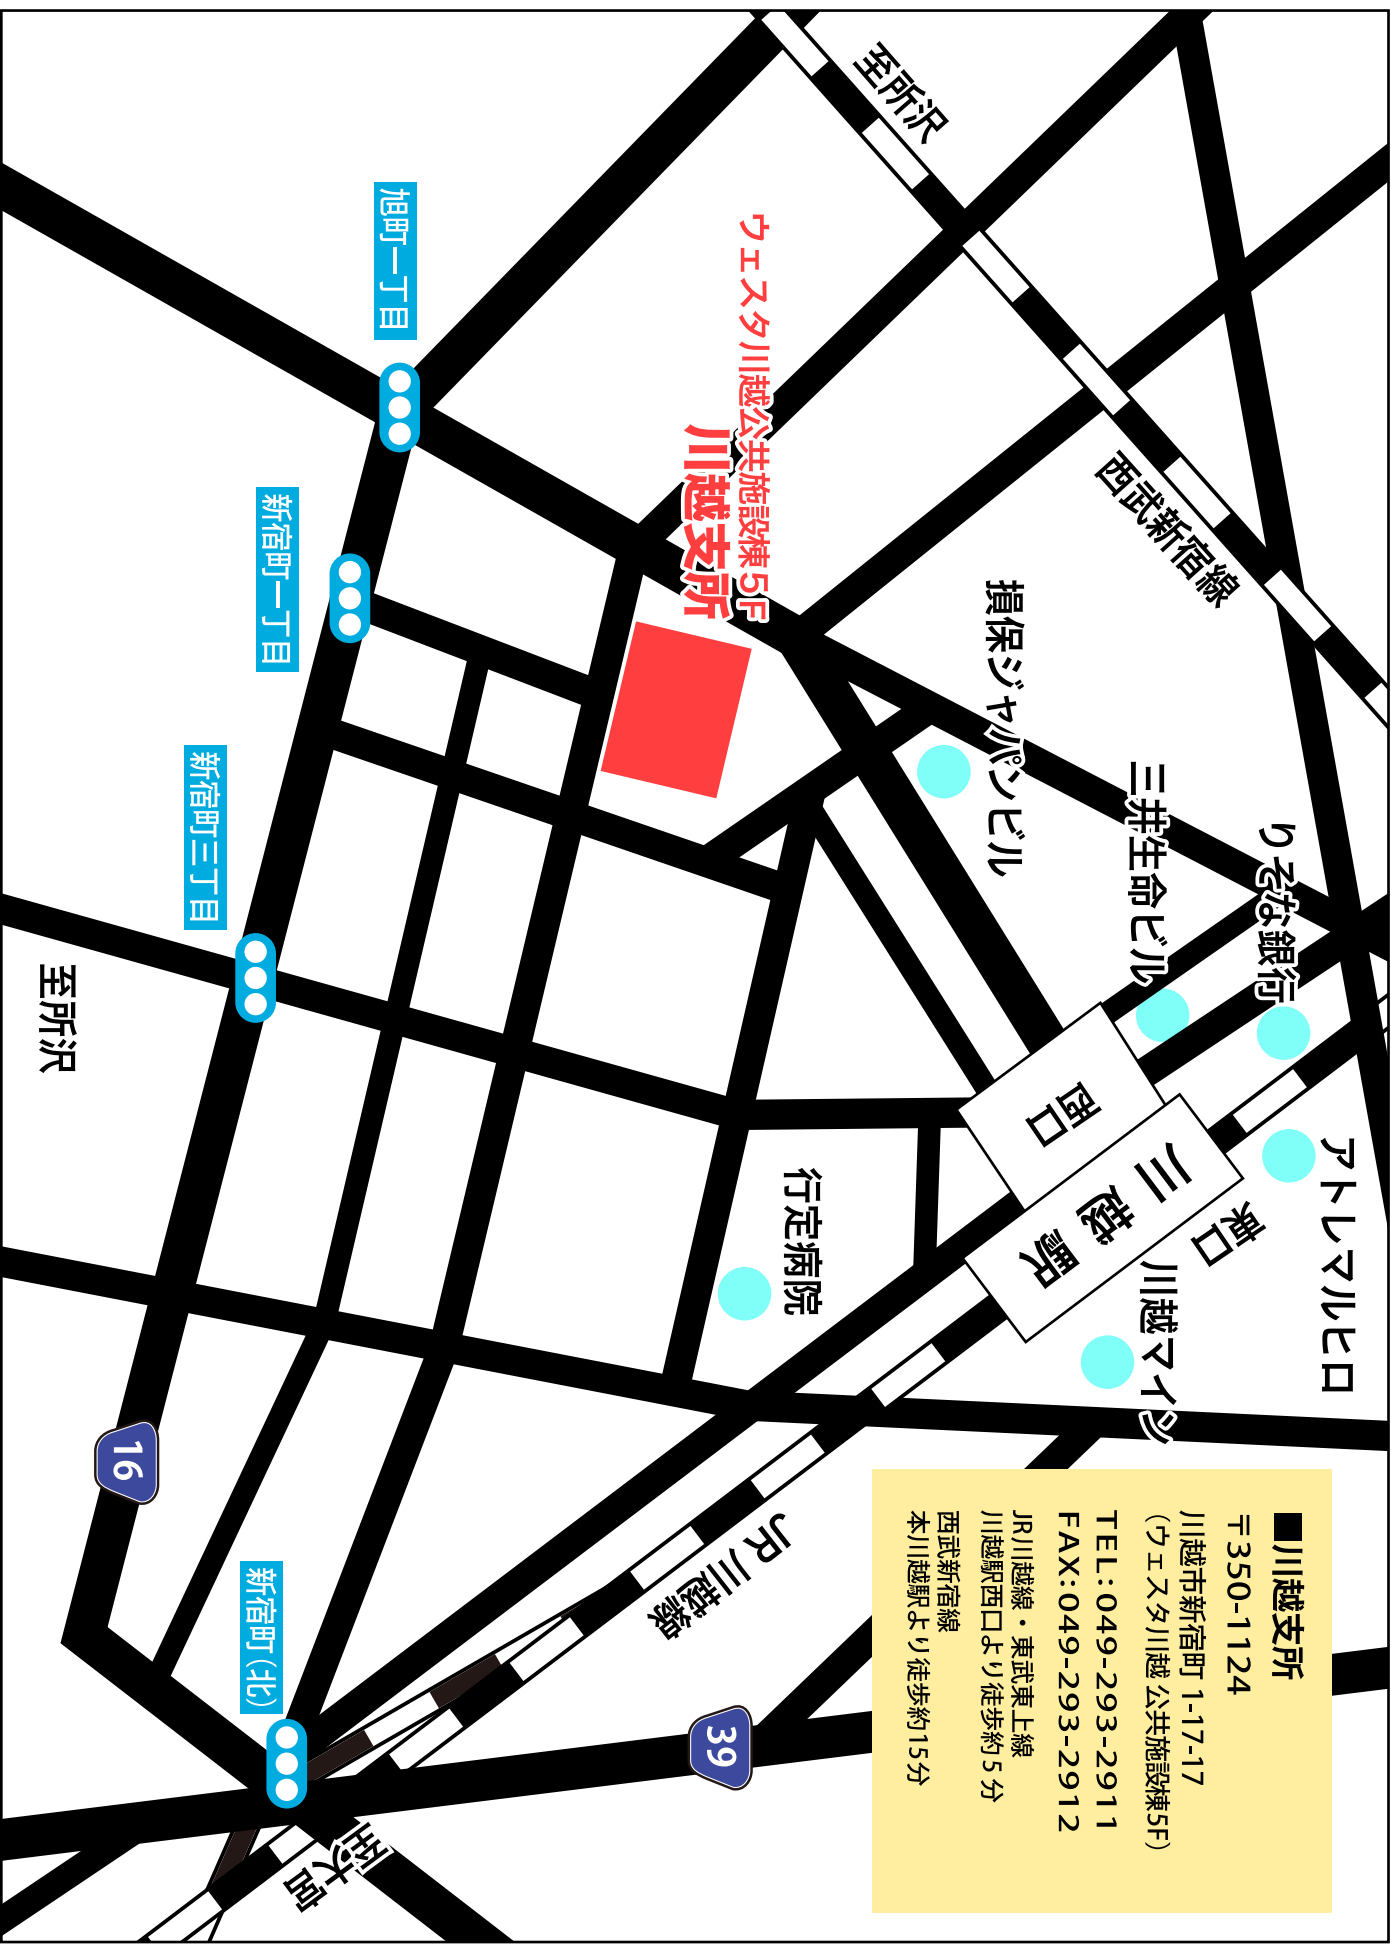 りそな銀行
アトレマルヒロ
三井生命ビル
川越マイン
損保ジャパンビル
西武新宿線
至所沢
東口
川越駅
西口
行定病院
ウェスタ川越公共施設棟5F
川越支所
JR川越線
39
旭町一丁目
新宿町一丁目
新宿町三丁目
新宿町(北)
至大宮
16
至所沢
■川越支所
〒350-1124
川越市新宿町 1-17-17
(ウェスタ川越 公共施設棟5F)
TEL:049-293-2911
FAX:049-293-2912
JR川越線・東武東上線
川越駅西口より徒歩約5分
西武新宿線
本川越駅より徒歩約15分